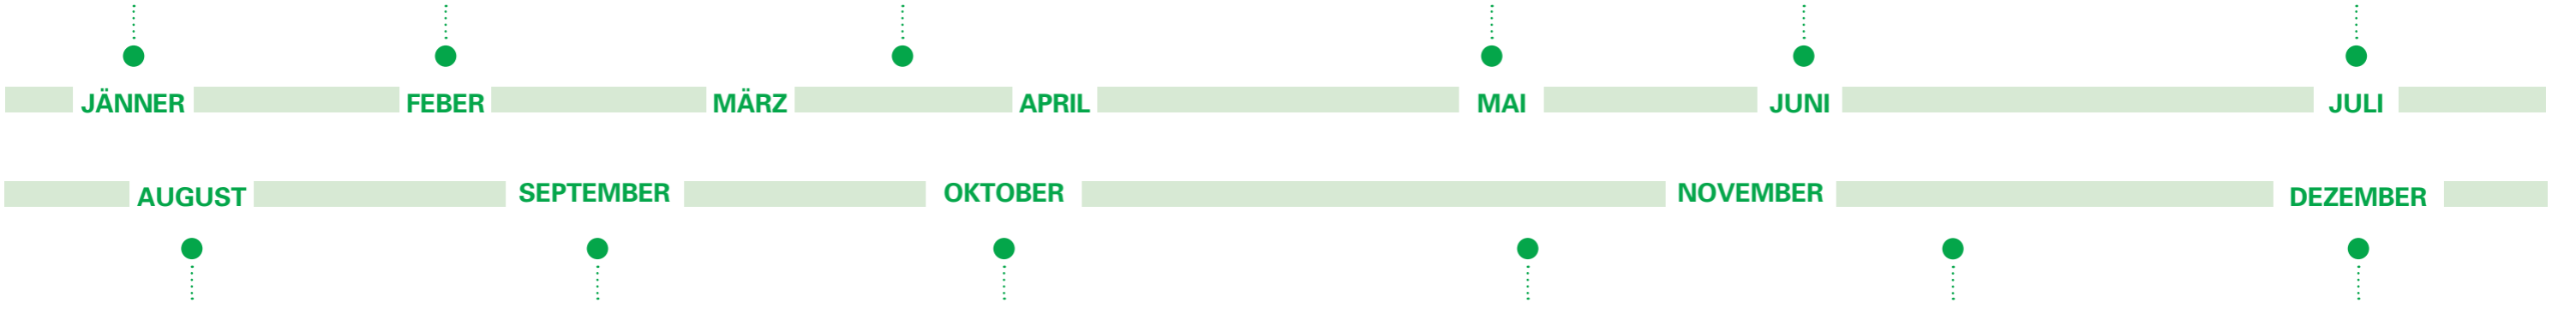 JÄNNER FEBER MÄRZ APRIL MAI JUNI JULI
AUGUST SEPTEMBER OKTOBER NOVEMBER DEZEMBER